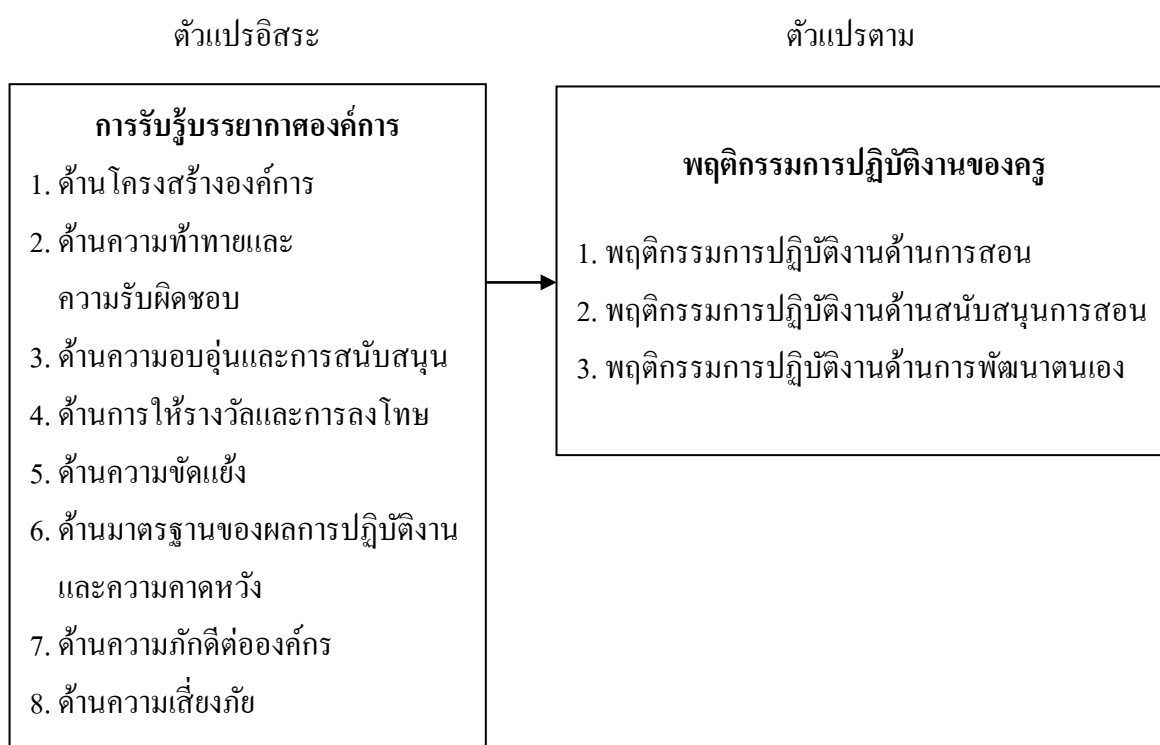 ตัวแปรอิสระ
ตัวแปรตาม
การรับรู้บรรยากาศองค์การ
1. ด้านโครงสร้างองค์การ
2. ด้านความท้าทายและ
ความรับผิดชอบ
3. ด้านความอบอุ่นและการสนับสนุน
4. ด้านการให้รางวัลและการลงโทษ
5. ด้านความขัดแย้ง
6. ด้านมาตรฐานของผลการปฏิบัติงาน
และความคาดหวัง
7. ด้านความภักดีต่อองค์กร
8. ด้านความเสี่ยงภัย
พฤติกรรมการปฏิบัติงานของครู
1. พฤติกรรมการปฏิบัติงานด้านการสอน
2. พฤติกรรมการปฏิบัติงานด้านสนับสนุนการสอน
3. พฤติกรรมการปฏิบัติงานด้านการพัฒนาตนเอง